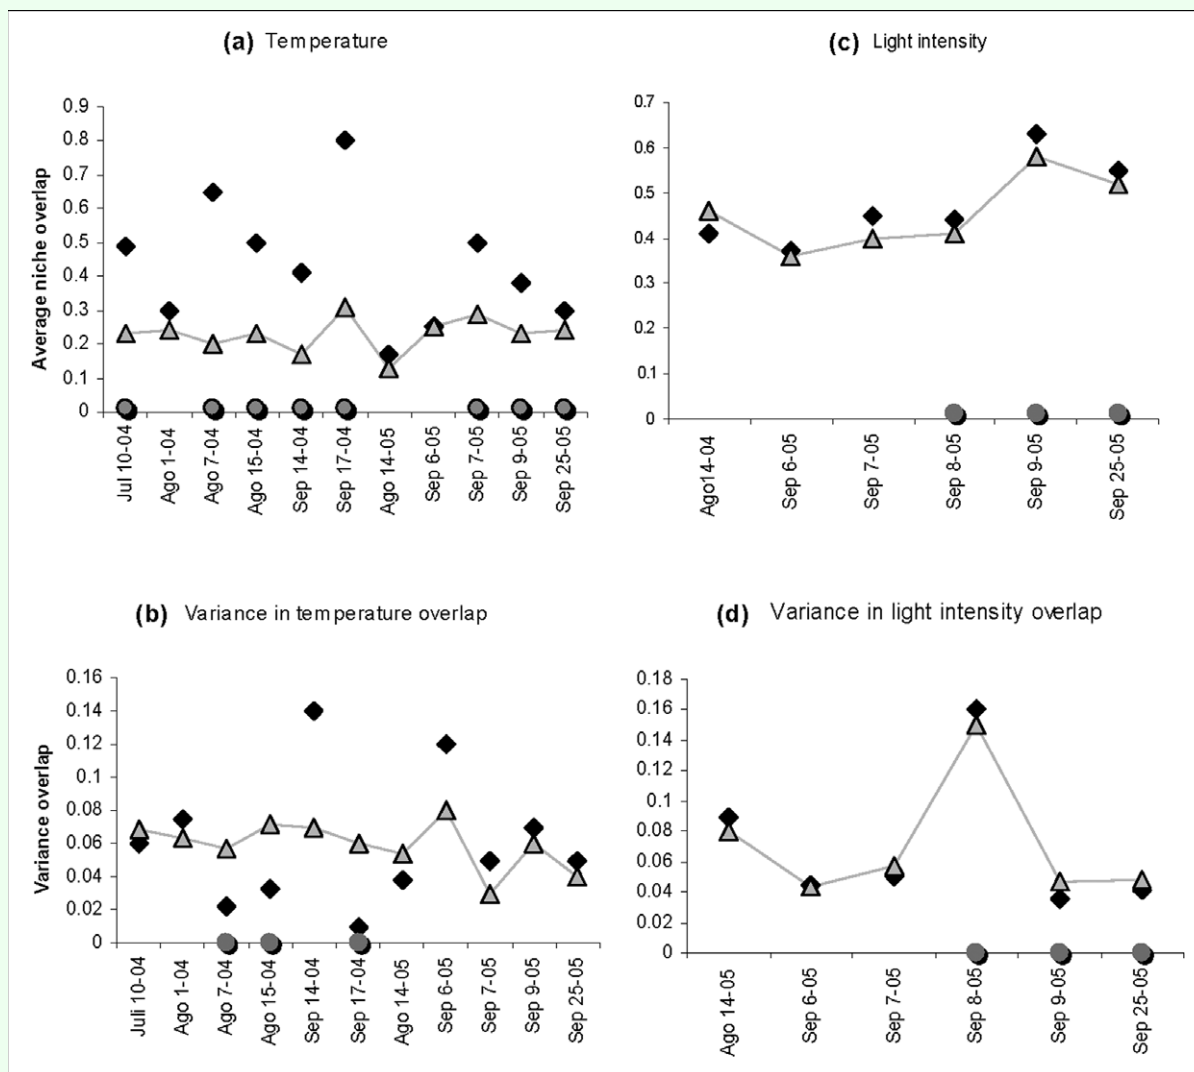 (a) Temperature
Average niche overlap
0.9
0.8
0.7
0.6
0.5
0.4
0.3
0.2
0.1
0
Jul 10-04
Ago 1-04
Ago 7-04
Ago 15-04
Sep 14-04
Sep 17-04
Ago 14-05
Sep 6-05
Sep 7-05
Sep 9-05
Sep 25-05
(c) Light intensity
0.7
0.6
0.5
0.4
0.3
0.2
0.1
0
Ago14-04
Sep 6-05
Sep 7-05
Sep 8-05
Sep 9-05
Sep 25-05
(b) Variance in temperature overlap
Variance overlap
0.16
0.14
0.12
0.1
0.08
0.06
0.04
0.02
0
Juli 10-04
Ago 1-04
Ago 7-04
Ago 15-04
Sep 14-04
Sep 17-04
Ago 14-05
Sep 6-05
Sep 7-05
Sep 9-05
Sep 25-05
(d) Variance in light intensity overlap
0.18
0.16
0.14
0.12
0.1
0.08
0.06
0.04
0.02
0
Ago 14-05
Sep 6-05
Sep 7-05
Sep 8-05
Sep 9-05
Sep 25-05